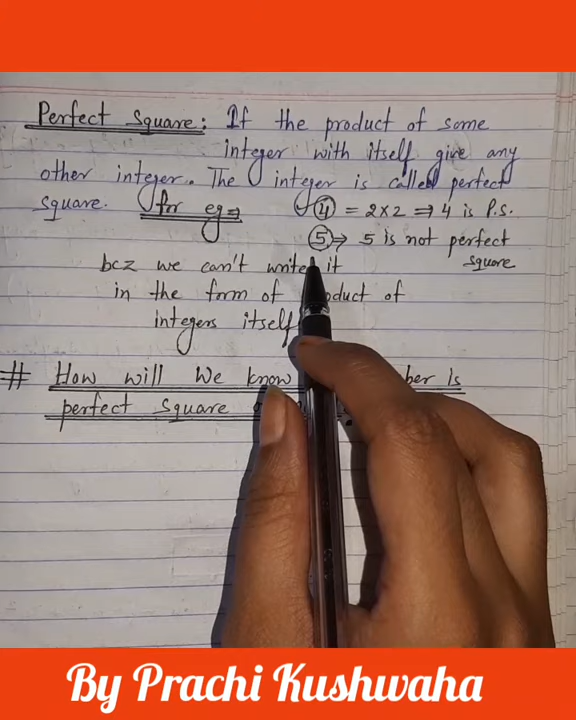 Perfect Square: If the product of some
integer with itself give any
other integer. The integer is called perfect
square. for eg ⇒ 4 = 2×2 ⇒ 4 is P.S.
5 → 5 is not perfect
square
bcz we can't write it
in the form of product of
integers itself
# How will We know ber is
perfect Square
By Prachi Kushwaha